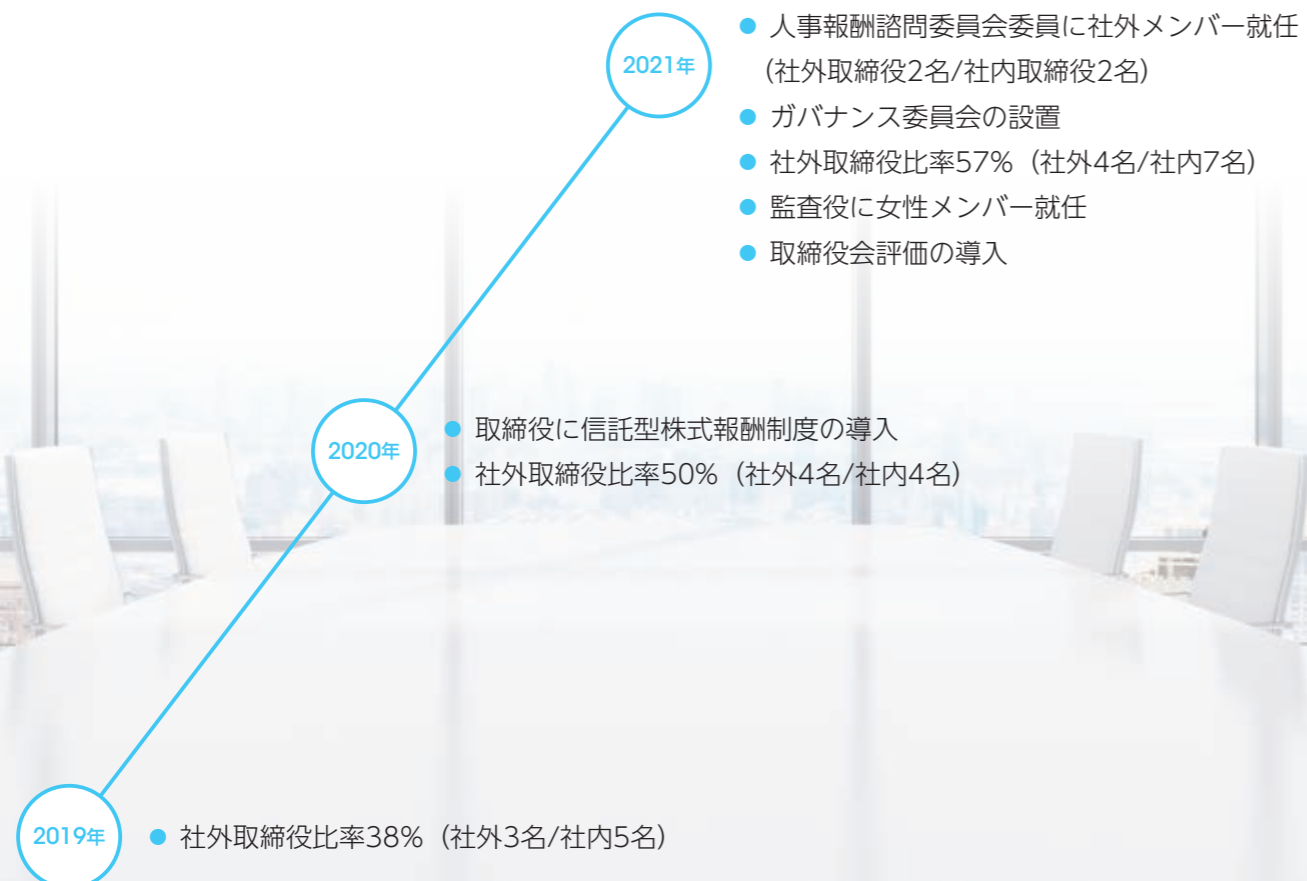 2021年
● 人事報酬諮問委員会委員に社外メンバー就任
(社外取締役2名/社内取締役2名)
● ガバナンス委員会の設置
● 社外取締役比率57%(社外4名/社内7名)
● 監査役に女性メンバー就任
● 取締役会評価の導入
2020年
● 取締役に信託型株式報酬制度の導入
● 社外取締役比率50%(社外4名/社内4名)
2019年
● 社外取締役比率38%(社外3名/社内5名)